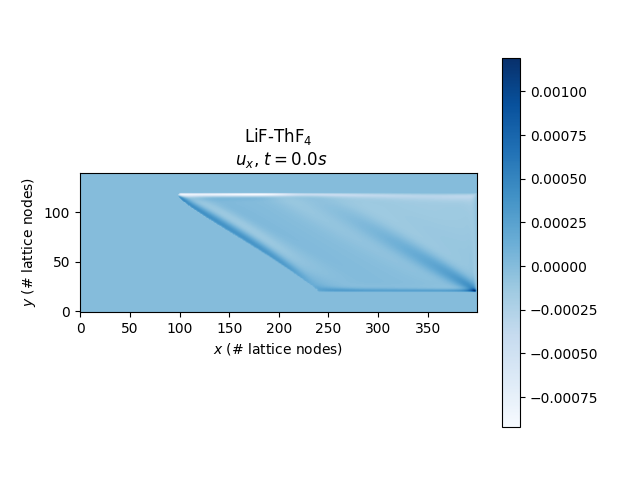 LiF-ThF₄
uₓ, t = 0.0s
y (# lattice nodes)
100
50
0
0 50 100 150 200 250 300 350
x (# lattice nodes)
0.00100
0.00075
0.00050
0.00025
0.00000
−0.00025
−0.00050
−0.00075